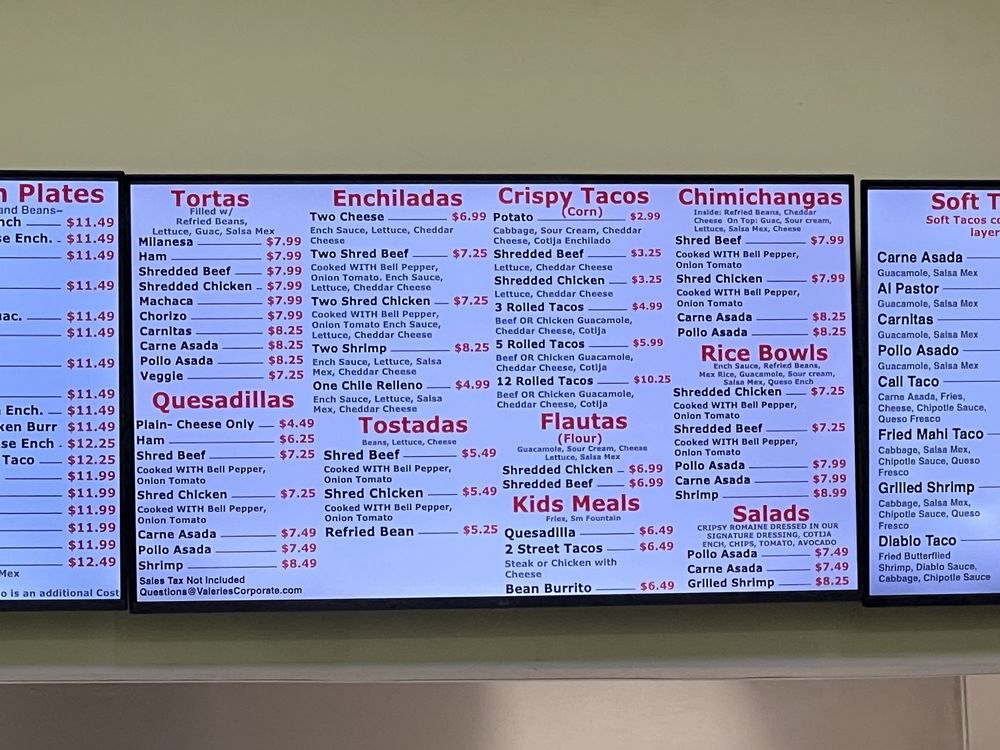 n Plates
and Beans~
nch $11.49
se Ench. - $11.49
$11.49
$11.49
uac. $11.49
$11.49
$11.49
$11.49
Ench. — $11.49
ken Burr $11.49
se Ench - $12.25
Taco — $12.25
$11.99
$11.99
$11.99
$11.99
$11.99
$12.49
Mex
o is an additional Cost
Tortas
Filled w/
Refried Beans,
Lettuce, Guac, Salsa Mex
Milanesa $7.99
Ham $7.99
Shredded Beef $7.99
Shredded Chicken - $7.99
Machaca $7.99
Chorizo $7.99
Carnitas $8.25
Carne Asada $8.25
Pollo Asada $8.25
Veggie $7.25
Quesadillas
Plain- Cheese Only — $4.49
Ham $6.25
Shred Beef $7.25
Cooked WITH Bell Pepper,
Onion Tomato
Shred Chicken $7.25
Cooked WITH Bell Pepper,
Onion Tomato
Carne Asada $7.49
Pollo Asada $7.49
Shrimp $8.49
Sales Tax Not Included
Questions@ValeriesCorporate.com
Enchiladas
Two Cheese $6.99
Ench Sauce, Lettuce, Cheddar
Cheese
Two Shred Beef $7.25
Cooked WITH Bell Pepper,
Onion Tomato. Ench Sauce,
Lettuce, Cheddar Cheese
Two Shred Chicken $7.25
Cooked WITH Bell Pepper,
Onion Tomato Ench Sauce,
Lettuce, Cheddar Cheese
Two Shrimp $8.25
Ench Sauce, Lettuce, Salsa
Mex, Cheddar Cheese
One Chile Relleno $4.99
Ench Sauce, Lettuce, Salsa
Mex, Cheddar Cheese
Tostadas
Beans, Lettuce, Cheese
Shred Beef $5.49
Cooked WITH Bell Pepper,
Onion Tomato
Shred Chicken $5.49
Cooked WITH Bell Pepper,
Onion Tomato
Refried Bean $5.25
Crispy Tacos
(Corn)
Potato $2.99
Cabbage, Sour Cream, Cheddar
Cheese, Cotija Enchilado
Shredded Beef $3.25
Lettuce, Cheddar Cheese
Shredded Chicken $3.25
Lettuce, Cheddar Cheese
3 Rolled Tacos $4.99
Beef OR Chicken Guacamole,
Cheddar Cheese, Cotija
5 Rolled Tacos $5.99
Beef OR Chicken Guacamole,
Cheddar Cheese, Cotija
12 Rolled Tacos $10.25
Beef OR Chicken Guacamole,
Cheddar Cheese, Cotija
Flautas
(Flour)
Guacamole, Sour Cream, Cheese
Lettuce, Salsa Mex
Shredded Chicken - $6.99
Shredded Beef $6.99
Kids Meals
Fries, Sm Fountain
Quesadilla $6.49
2 Street Tacos $6.49
Steak or Chicken with
Cheese
Bean Burrito $6.49
Chimichangas
Inside: Refried Beans, Cheddar
Cheese On Top: Guac, Sour cream,
Lettuce, Salsa Mex, Cheese
Shred Beef $7.99
Cooked WITH Bell Pepper,
Onion Tomato
Shred Chicken $7.99
Cooked WITH Bell Pepper,
Onion Tomato
Carne Asada $8.25
Pollo Asada $8.25
Rice Bowls
Ench Sauce, Refried Beans,
Mex Rice, Guacamole, Sour cream,
Salsa Mex, Queso Ench
Shredded Chicken $7.25
Cooked WITH Bell Pepper,
Onion Tomato
Shredded Beef $7.25
Cooked WITH Bell Pepper,
Onion Tomato
Pollo Asada $7.99
Carne Asada $7.99
Shrimp $8.99
Salads
CRIPSY ROMAINE DRESSED IN OUR
SIGNATURE DRESSING, COTIJA
ENCH, CHIPS, TOMATO, AVOCADO
Pollo Asada $7.49
Carne Asada $7.49
Grilled Shrimp $8.25
Soft T
Soft Tacos co
layer
Carne Asada
Guacamole, Salsa Mex
Al Pastor
Guacamole, Salsa Mex
Carnitas
Guacamole, Salsa Mex
Pollo Asado
Guacamole, Salsa Mex
Cali Taco
Carne Asada, Fries,
Cheese, Chipotle Sauce,
Queso Fresco
Fried Mahi Taco
Cabbage, Salsa Mex,
Chipotle Sauce, Queso
Fresco
Grilled Shrimp
Cabbage, Salsa Mex,
Chipotle Sauce, Queso
Fresco
Diablo Taco
Fried Butterflied
Shrimp, Diablo Sauce,
Cabbage, Chipotle Sauce